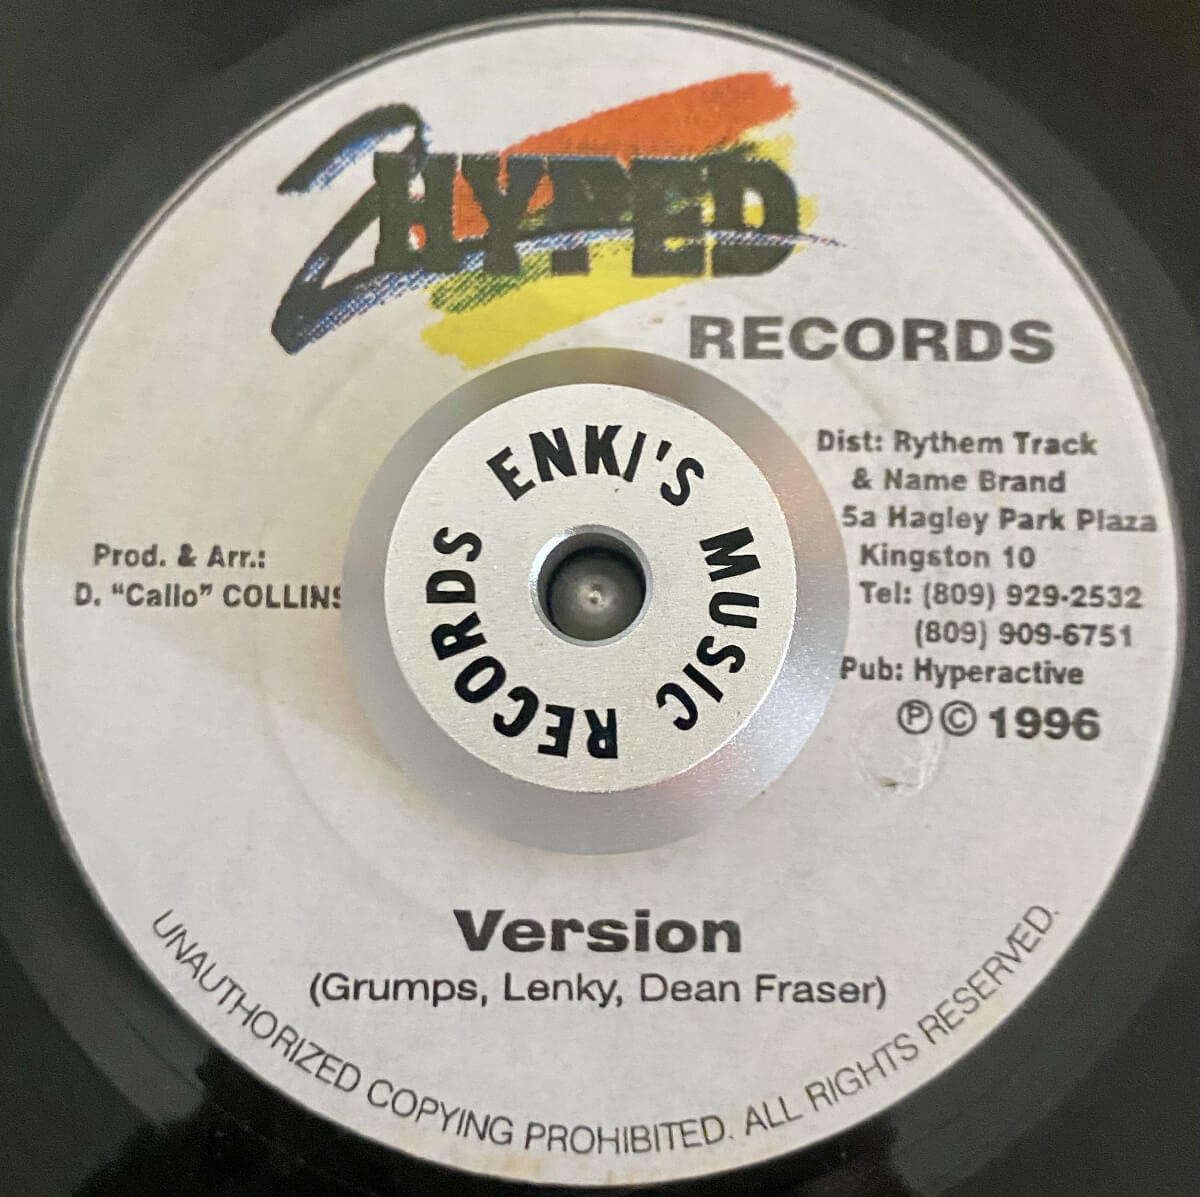 2 HYPED
RECORDS
Dist: Rythem Track
& Name Brand
5a Hagley Park Plaza
Kingston 10
Tel: (809) 929-2532
(809) 909-6751
Pub: Hyperactive
Ⓟ© 1996
Prod. & Arr.:
D. “Callo” COLLINS
ENKI'S MUSIC RECORDS
Version
(Grumps, Lenky, Dean Fraser)
UNAUTHORIZED COPYING PROHIBITED. ALL RIGHTS RESERVED.